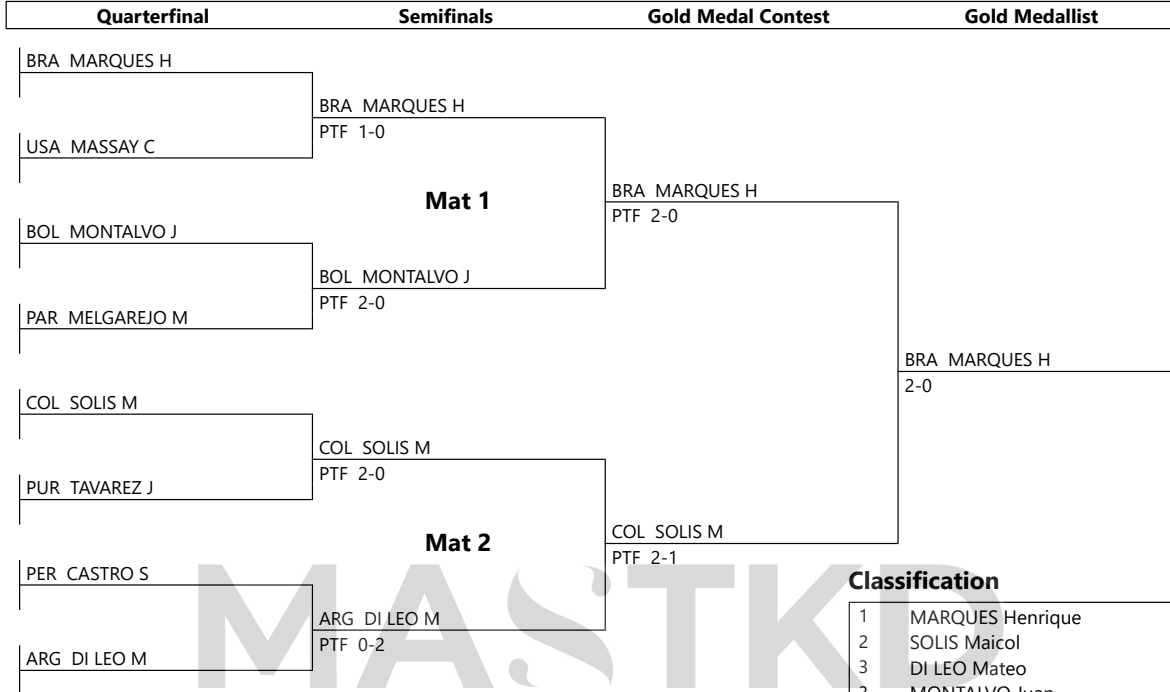 Quarterfinal Semifinals Gold Medal Contest Gold Medallist
BRA MARQUES H
BRA MARQUES H
PTF 1-0
USA MASSAY C
Mat 1
BRA MARQUES H
PTF 2-0
BOL MONTALVO J
BOL MONTALVO J
PTF 2-0
PAR MELGAREJO M
BRA MARQUES H
2-0
COL SOLIS M
COL SOLIS M
PTF 2-0
PUR TAVAREZ J
Mat 2
COL SOLIS M
PTF 2-1
PER CASTRO S
ARG DI LEO M
PTF 0-2
ARG DI LEO M
Classification
1 MARQUES Henrique
2 SOLIS Maicol
3 DI LEO Mateo
3 MONTALVO Juan
MASTKD